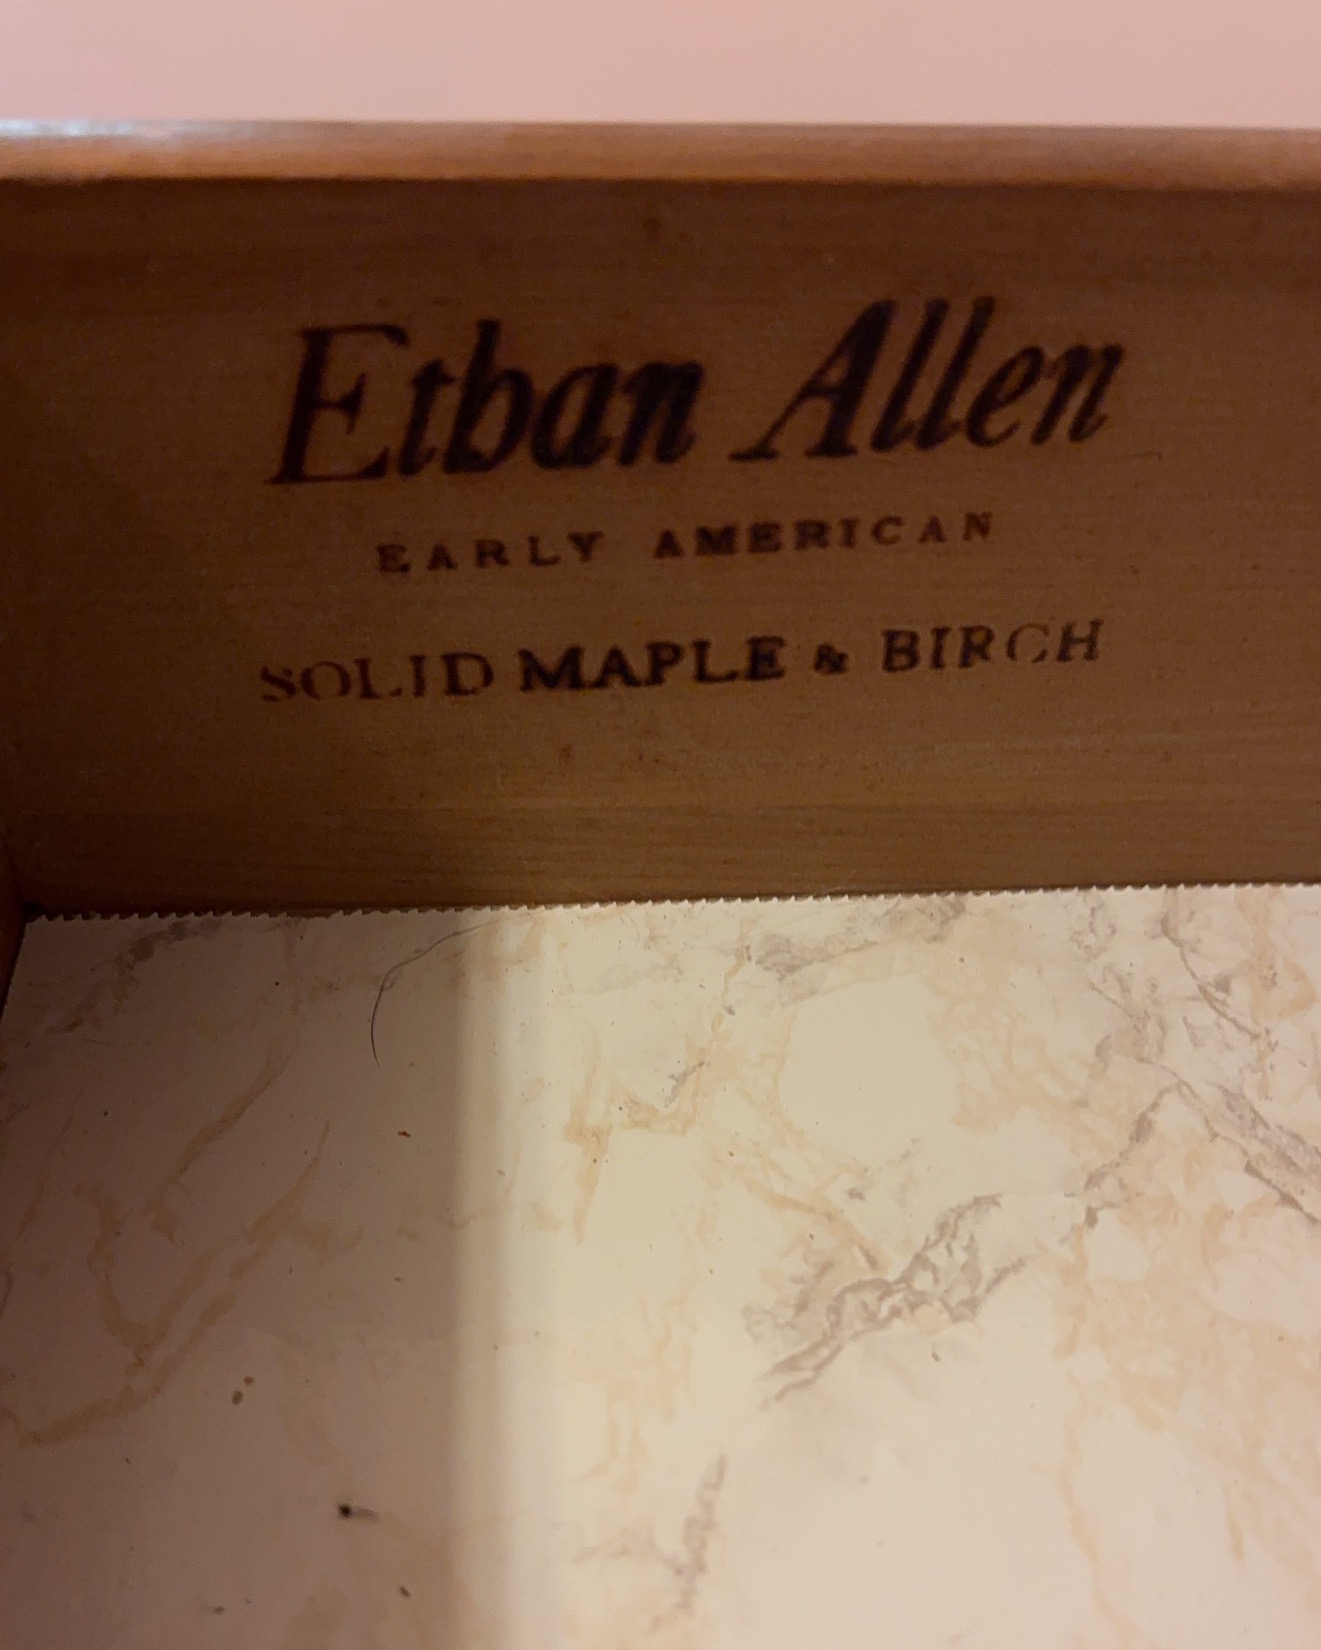 Ethan Allen
EARLY AMERICAN
SOLID MAPLE & BIRCH